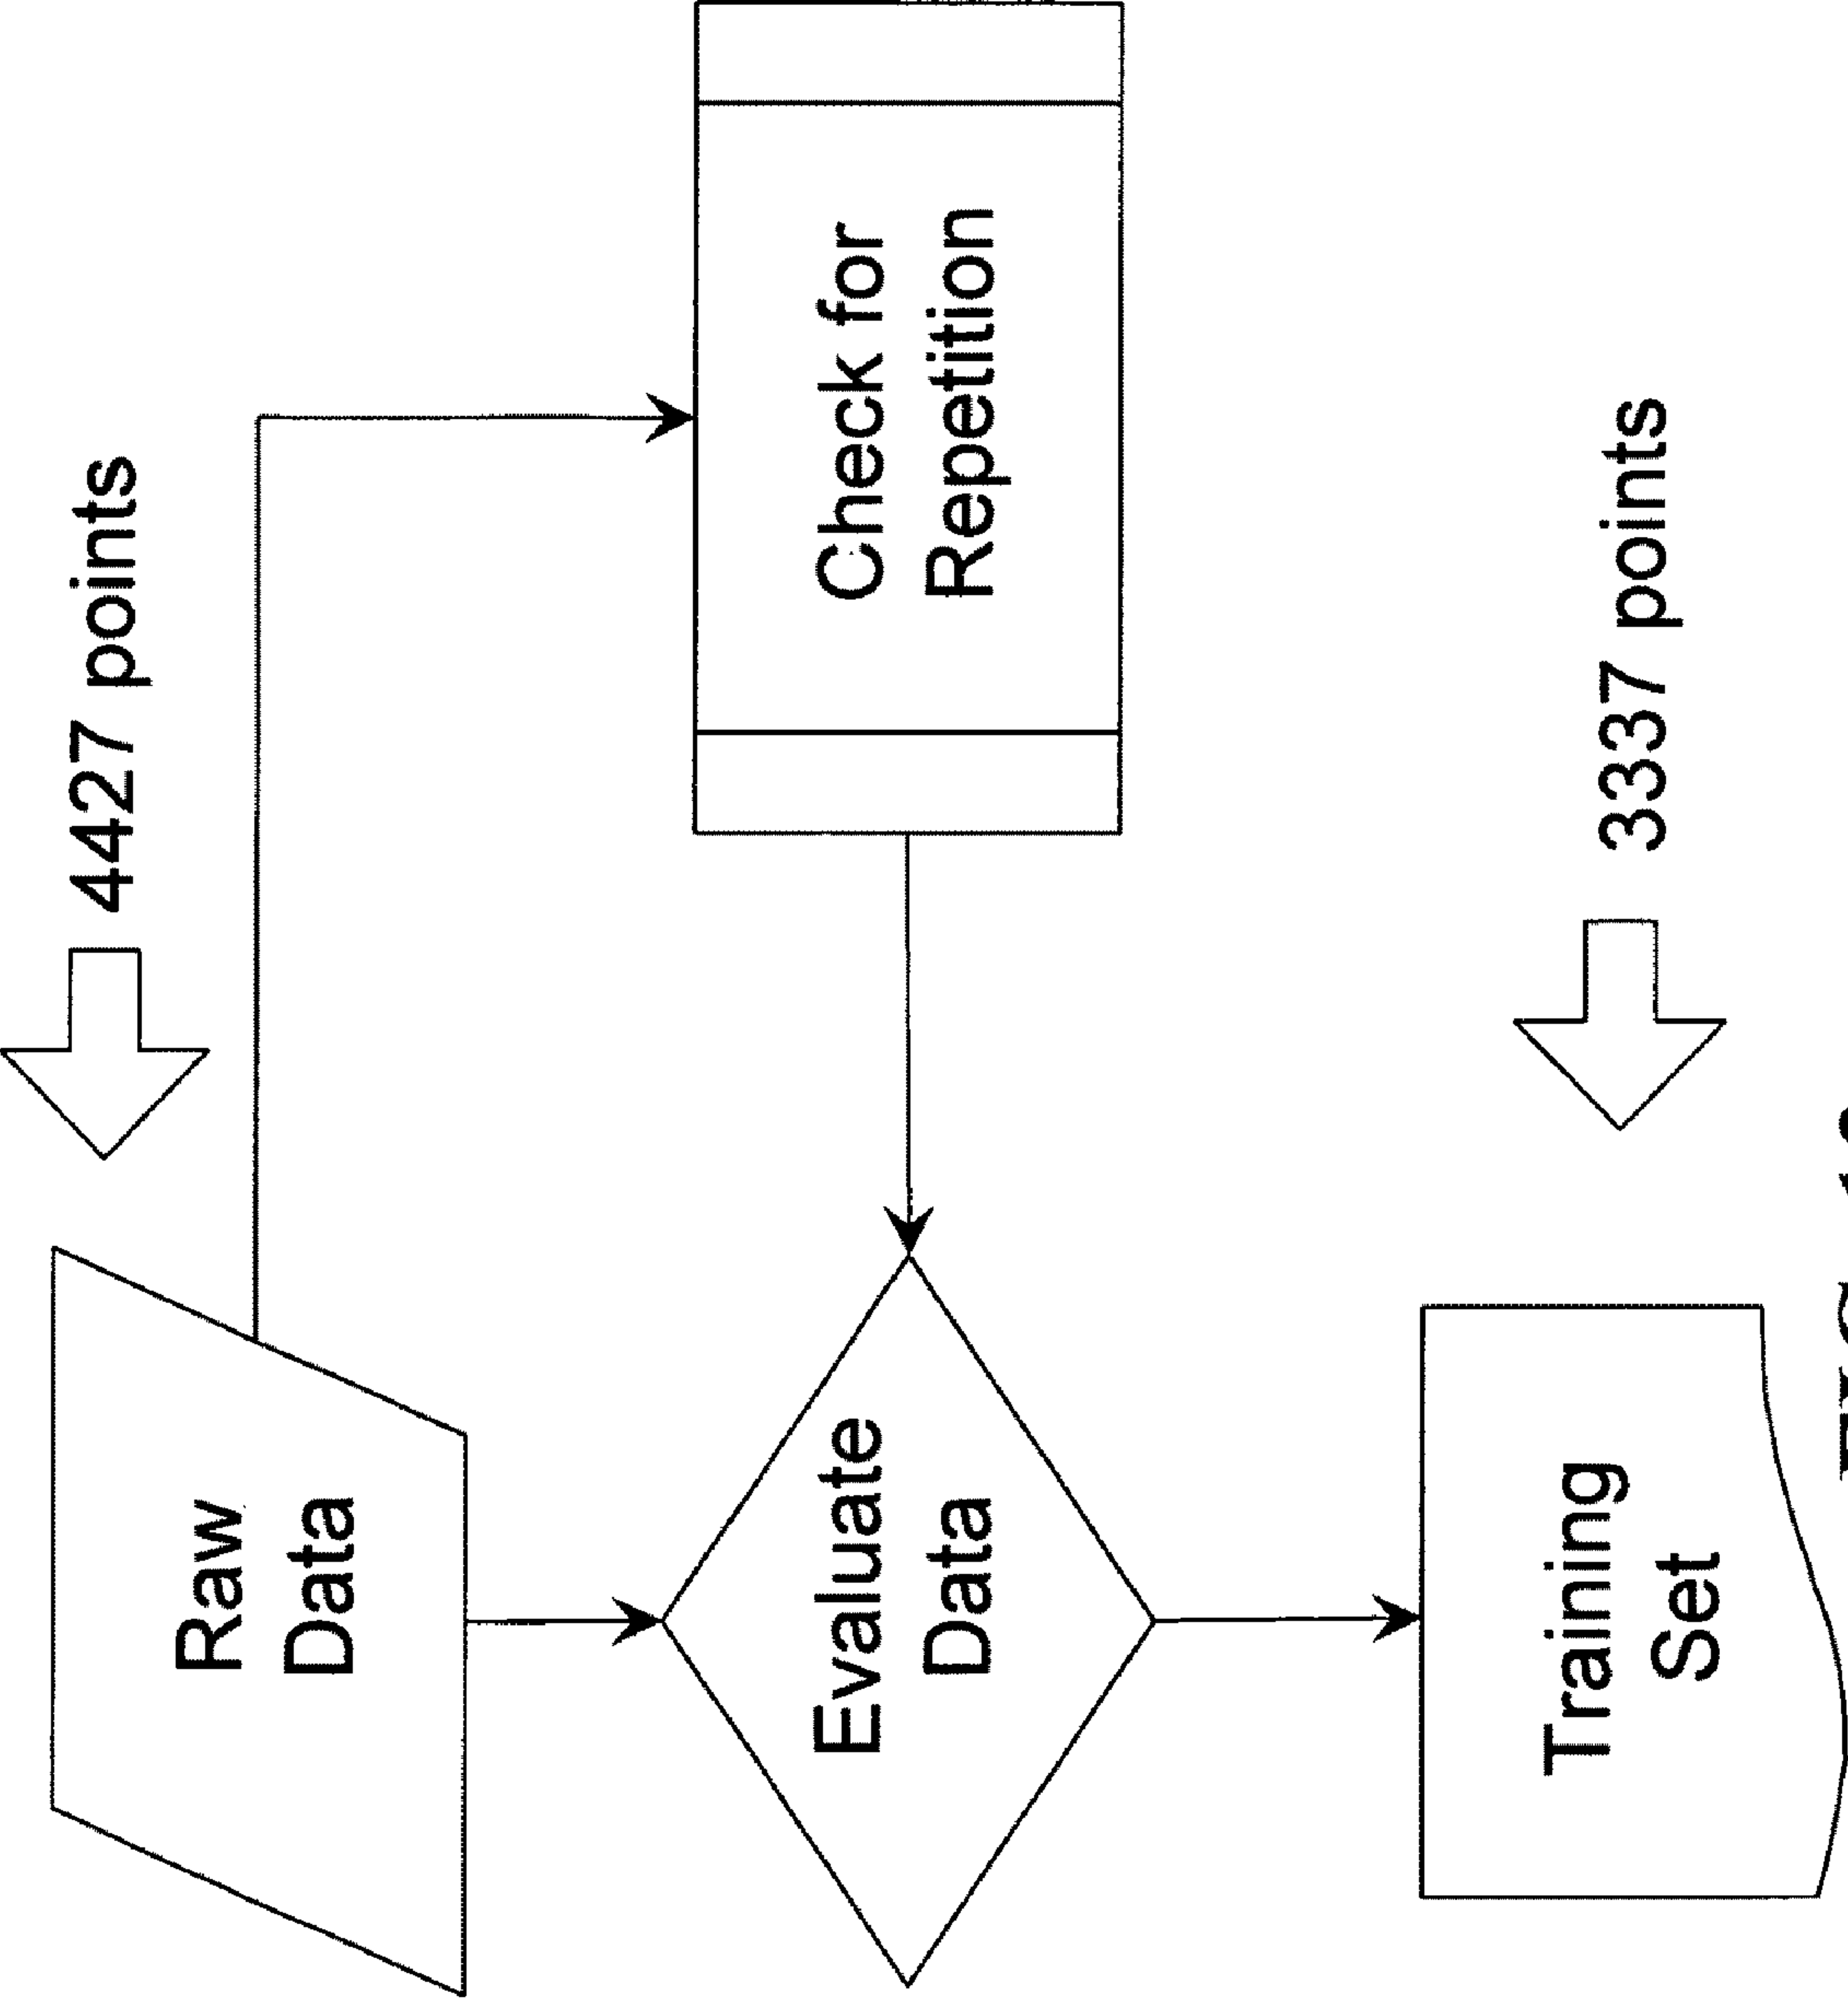 Raw
Data
4427 points
Evaluate
Data
Check for
Repetition
Training
Set
3337 points